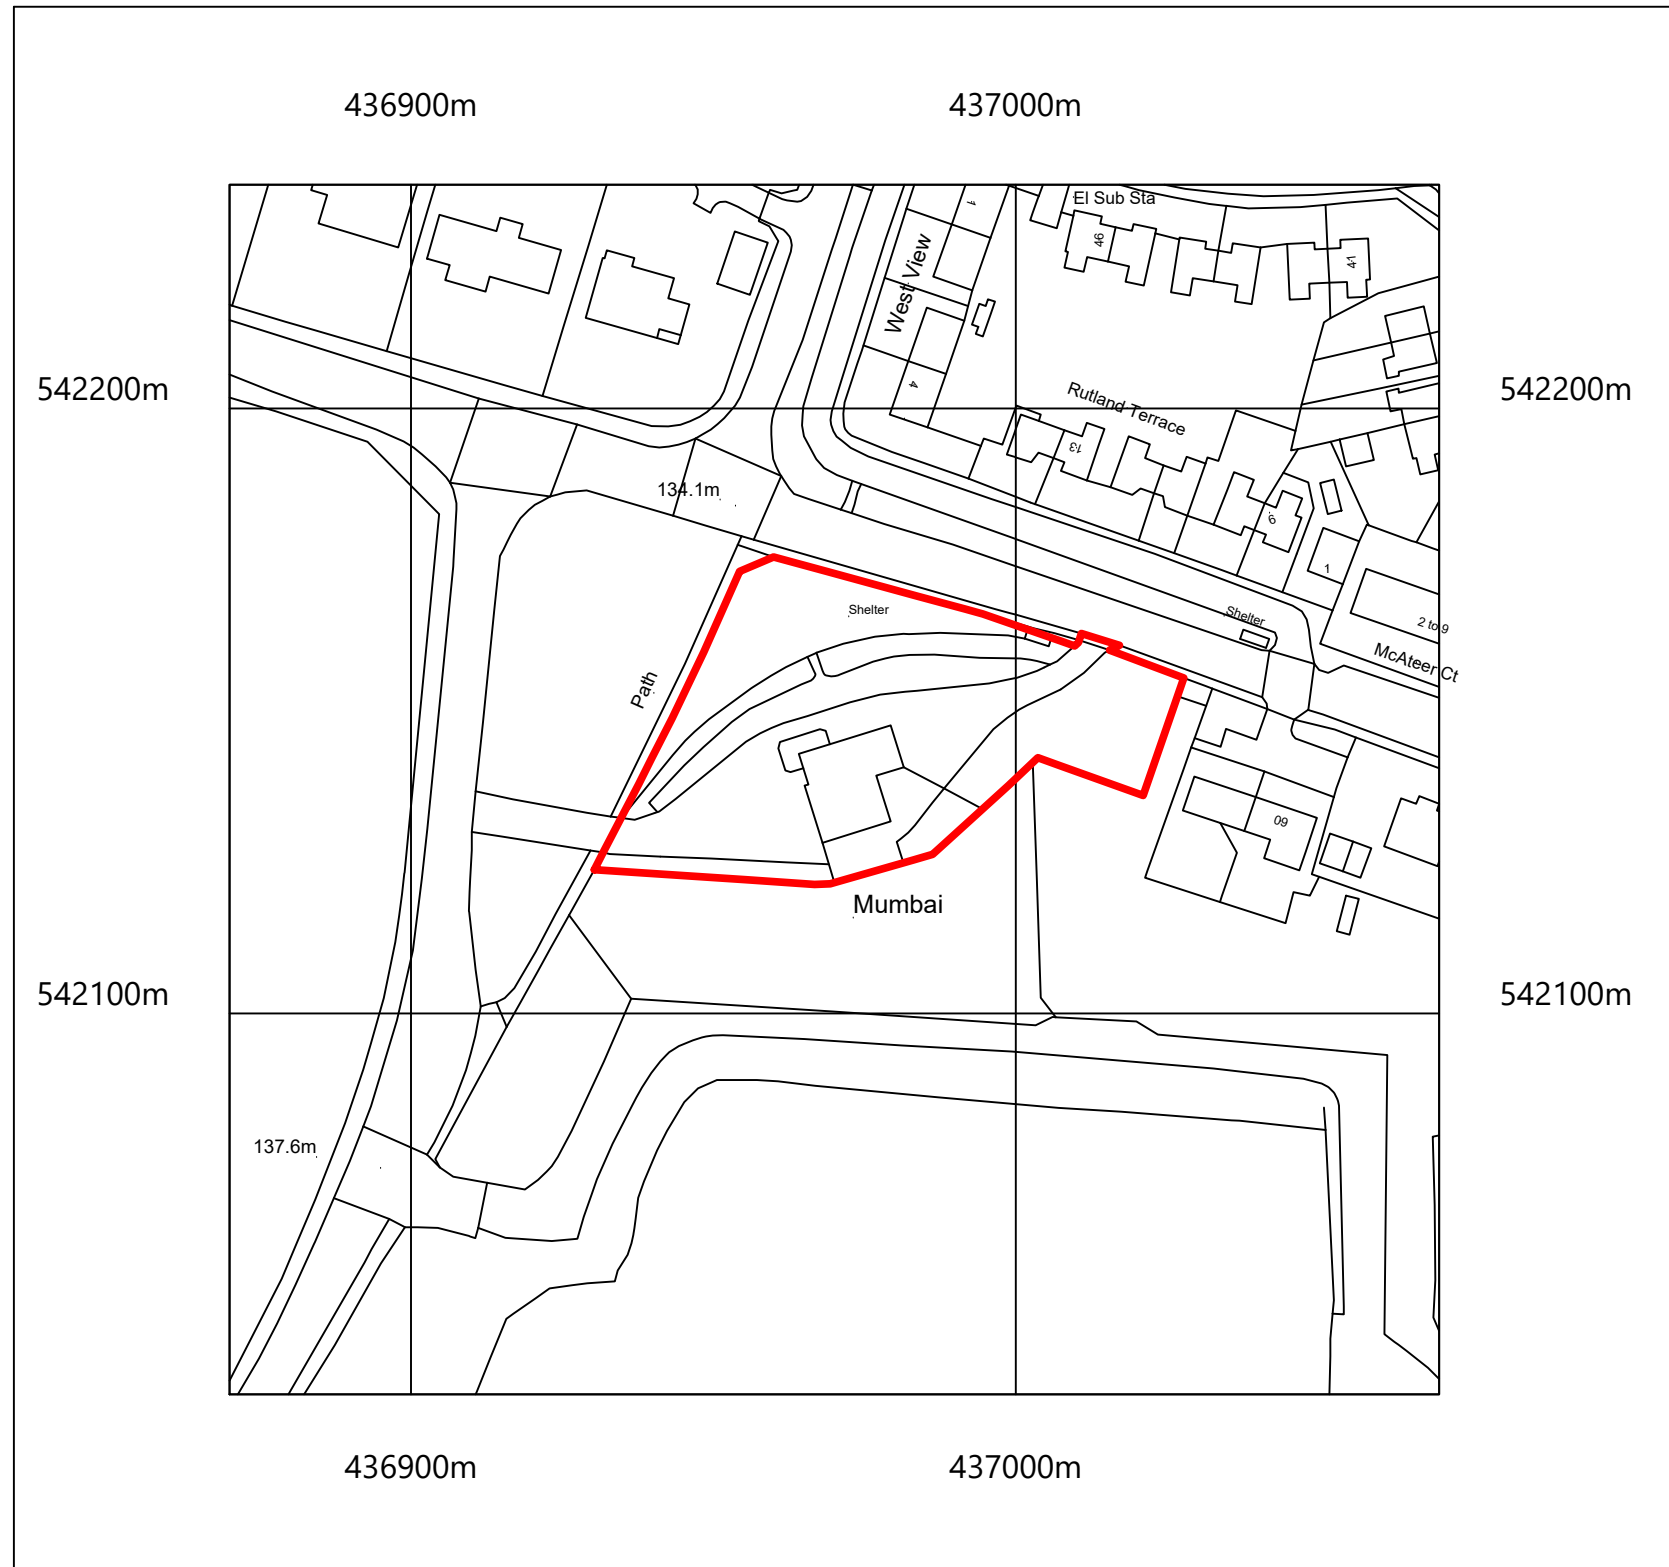 436900m
437000m
El Sub Sta
1
46
41
West View
542200m
542200m
4
Rutland Terrace
13
134.1m
9
1
Shelter
Shelter
2 to 9
McAteer Ct
Path
60
Mumbai
542100m
542100m
137.6m
436900m
437000m